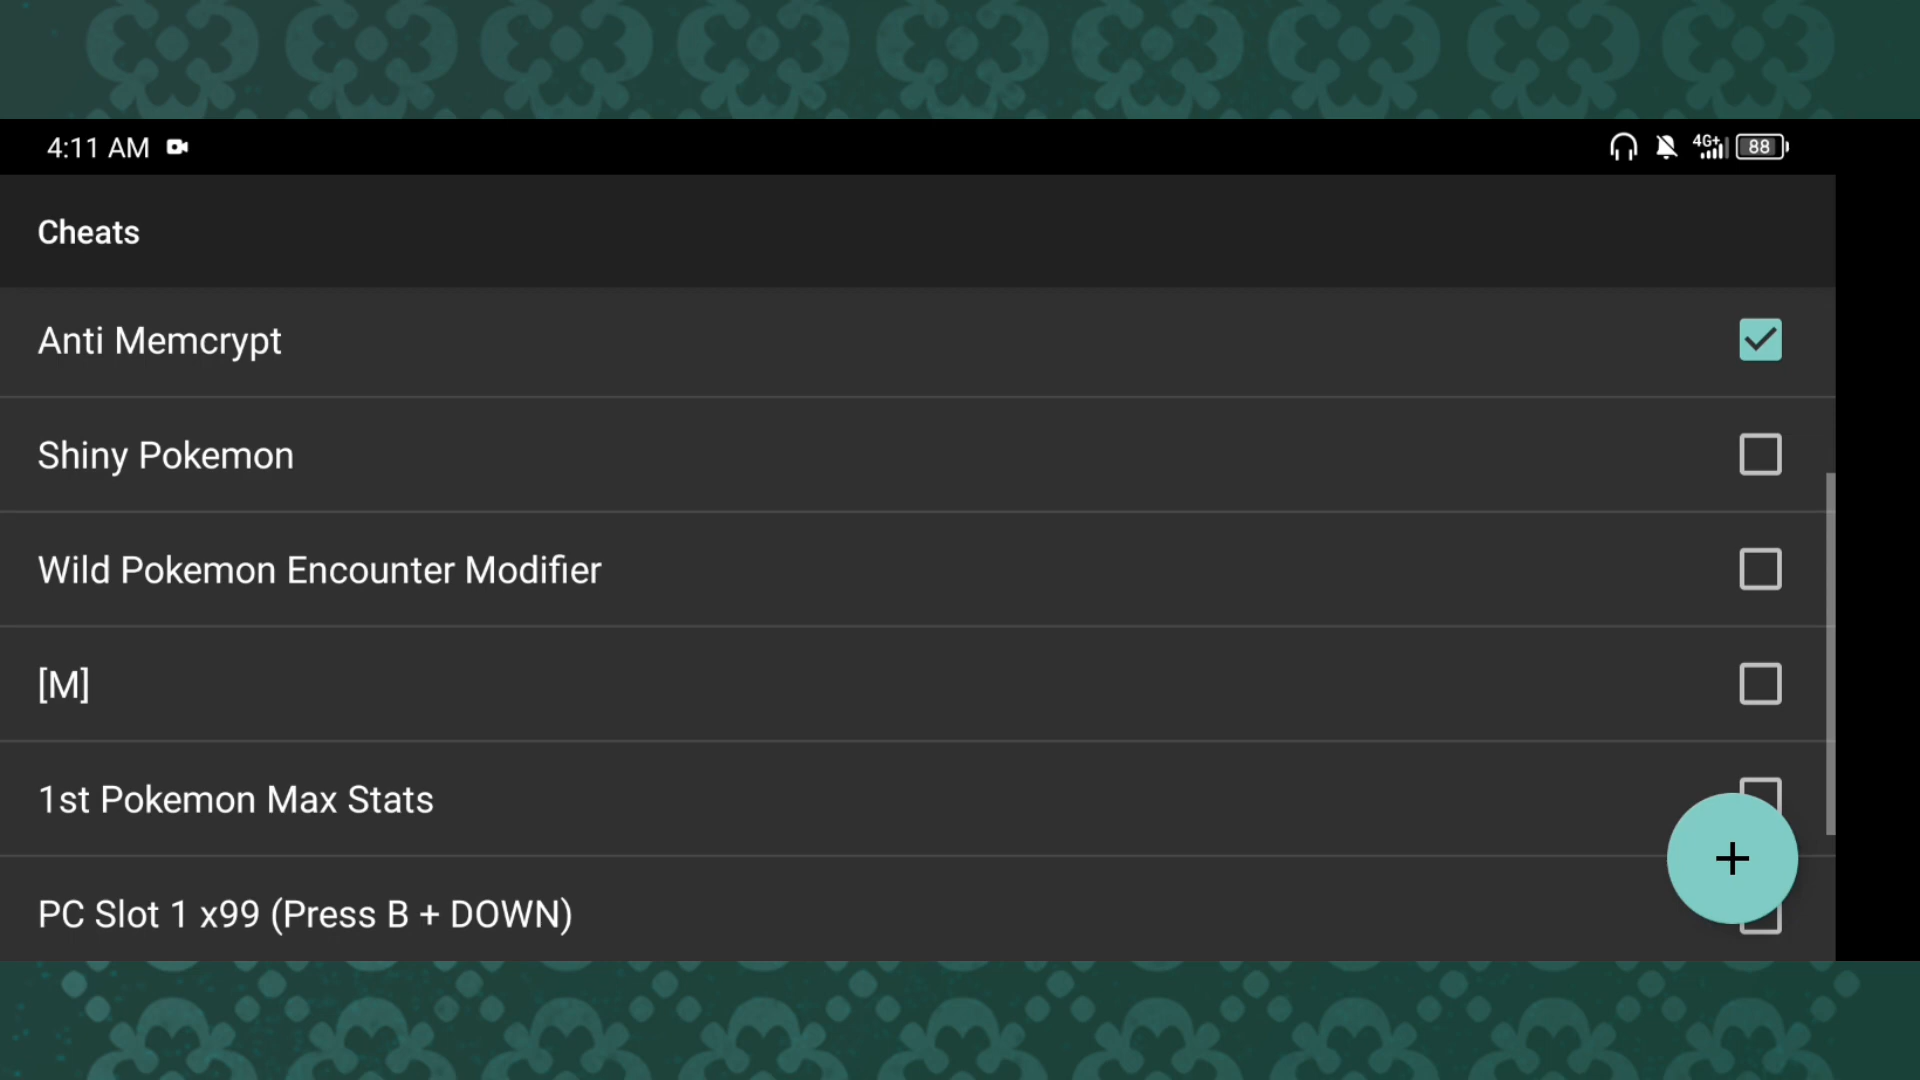 4:11 AM
4G+ 88
Cheats
Anti Memcrypt
Shiny Pokemon
Wild Pokemon Encounter Modifier
[M]
1st Pokemon Max Stats
PC Slot 1 x99 (Press B + DOWN)